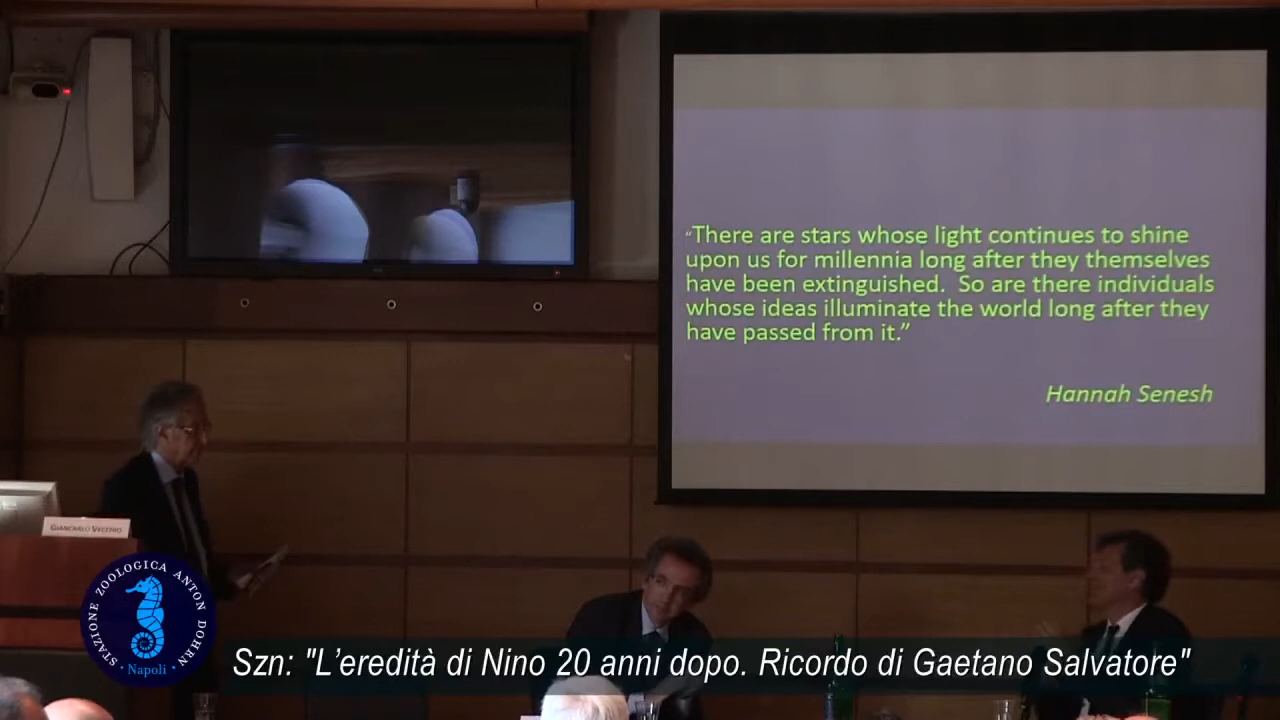 “There are stars whose light continues to shine
upon us for millennia long after they themselves
have been extinguished.  So are there individuals
whose ideas illuminate the world long after they
have passed from it.”
Hannah Senesh
GIANCARLO VECCHIO
STAZIONE ZOOLOGICA ANTON DOHRN
· Napoli ·
Szn: "L’eredità di Nino 20 anni dopo. Ricordo di Gaetano Salvatore"